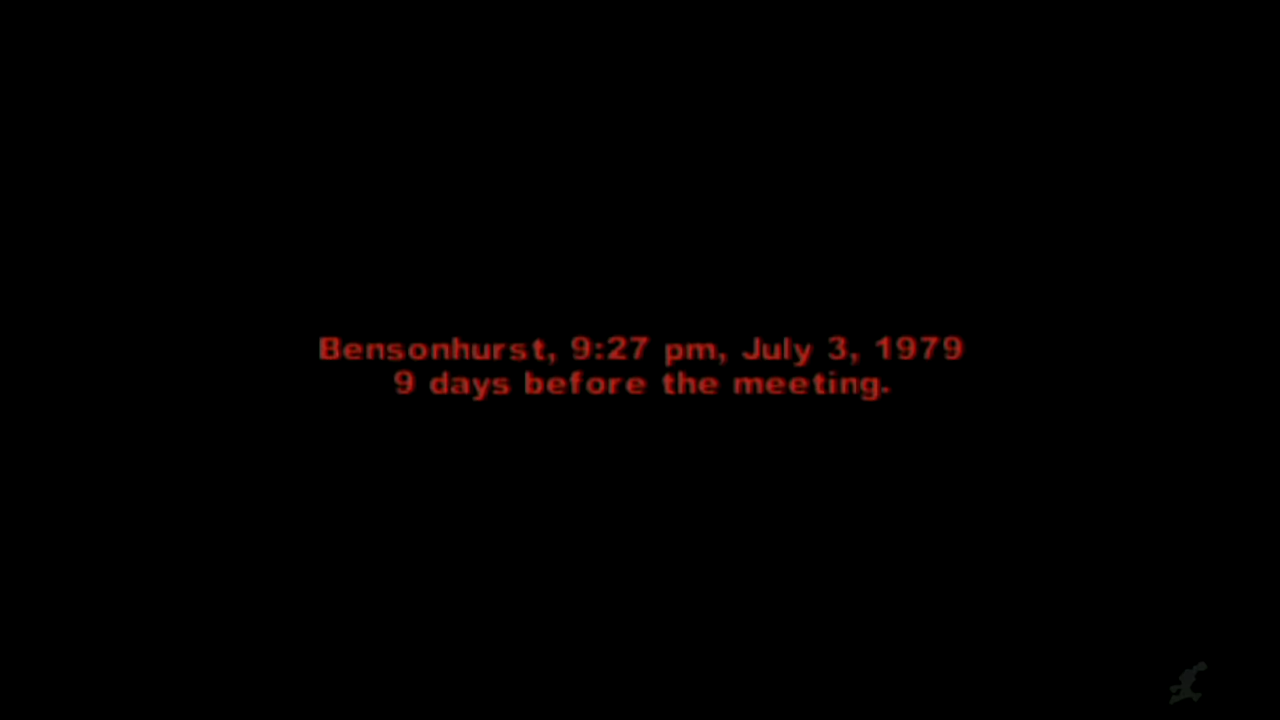 Bensonhurst, 9:27 pm, July 3, 1979
9 days before the meeting.